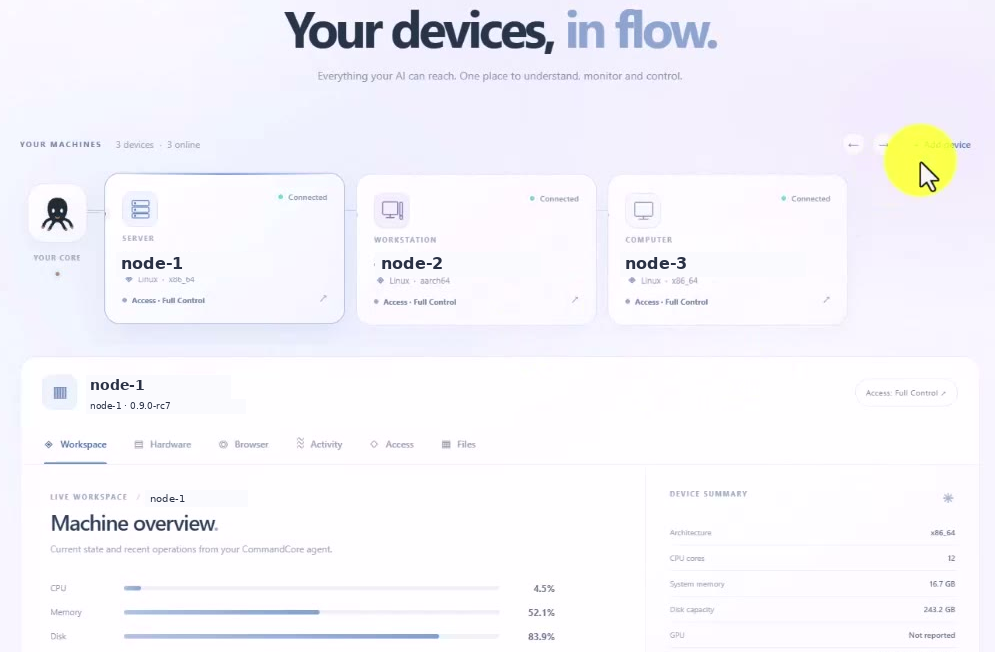 Your devices, in flow.
Everything your AI can reach. One place to understand, monitor and control.
YOUR MACHINES 3 devices · 3 online
← → device
YOUR CORE
Connected
SERVER
node-1
Linux · x86_64
Access · Full Control ↗
Connected
WORKSTATION
node-2
Linux · aarch64
Access · Full Control ↗
Connected
COMPUTER
node-3
Linux · x86_64
Access · Full Control ↗
node-1
node-1 · 0.9.0-rc7
Access: Full Control ↗
Workspace Hardware Browser Activity Access Files
LIVE WORKSPACE / node-1
Machine overview.
Current state and recent operations from your CommandCore agent.
CPU 4.5%
Memory 52.1%
Disk 83.9%
DEVICE SUMMARY
Architecture x86_64
CPU cores 12
System memory 16.7 GB
Disk capacity 243.2 GB
GPU Not reported